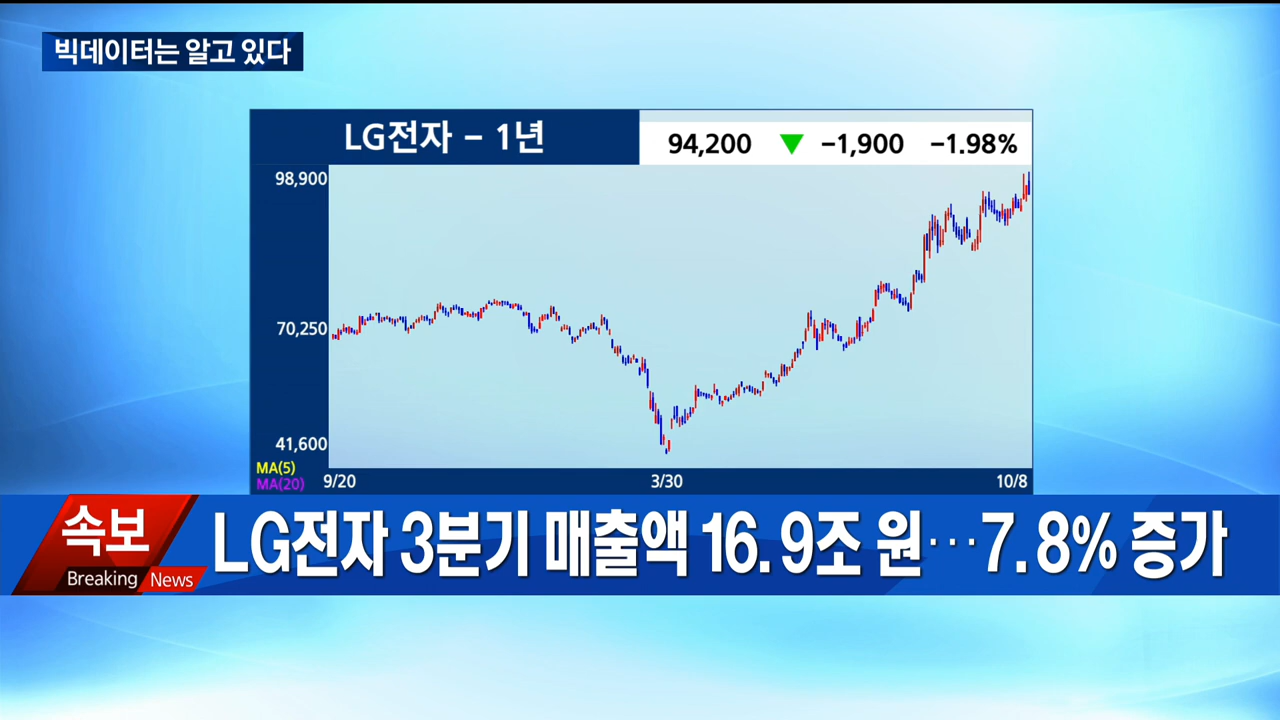 빅데이터는 알고 있다
LG전자 - 1년
94,200 ▼ -1,900 -1.98%
98,900
70,250
41,600
MA(5)
MA(20)
9/20 3/30 10/8
속보
Breaking News
LG전자 3분기 매출액 16.9조 원…7.8% 증가